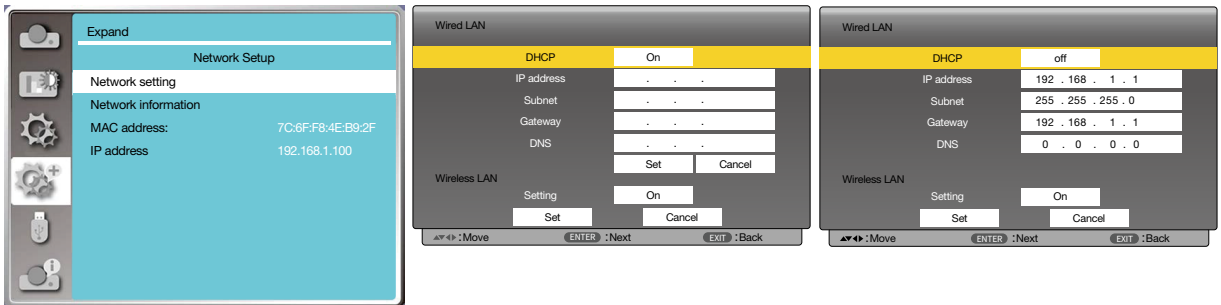 Expand
Network Setup
Network setting
Network information
MAC address: 7C:6F:F8:4E:B9:2F
IP address 192.168.1.100
Wired LAN
DHCP On
IP address . . .
Subnet . . .
Gateway . . .
DNS . . .
Set Cancel
Wireless LAN
Setting On
Set Cancel
:Move ENTER :Next EXIT :Back
Wired LAN
DHCP off
IP address 192 . 168 . 1 . 1
Subnet 255 . 255 . 255 . 0
Gateway 192 . 168 . 1 . 1
DNS 0 . 0 . 0 . 0
Wireless LAN
Setting On
Set Cancel
:Move ENTER :Next EXIT :Back